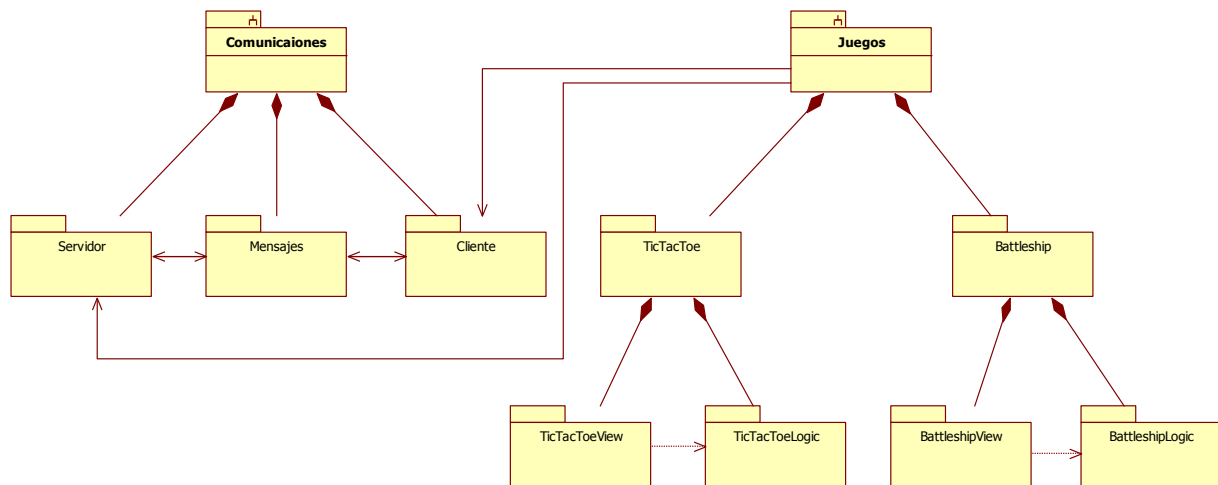 Comunicaiones
Juegos
Servidor
Mensajes
Cliente
TicTacToe
Battleship
TicTacToeView
TicTacToeLogic
BattleshipView
BattleshipLogic